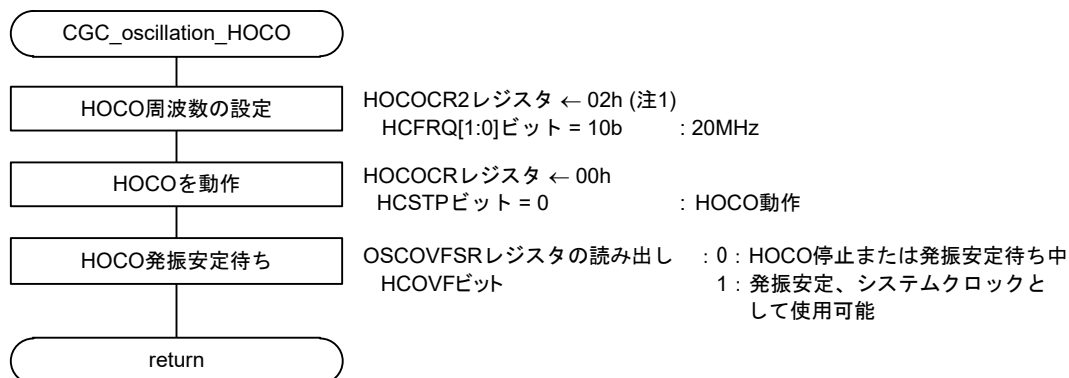 CGC_oscillation_HOCO
HOCO周波数の設定
HOCOCR2レジスタ ← 02h (注1)
HCFRQ[1:0]ビット = 10b : 20MHz
HOCOを動作
HOCOCRレジスタ ← 00h
HCSTPビット = 0 : HOCO動作
HOCO発振安定待ち
OSCOVFSRレジスタの読み出し : 0 : HOCO停止または発振安定待ち中
HCOVFビット 1 : 発振安定、システムクロックと
して使用可能
return